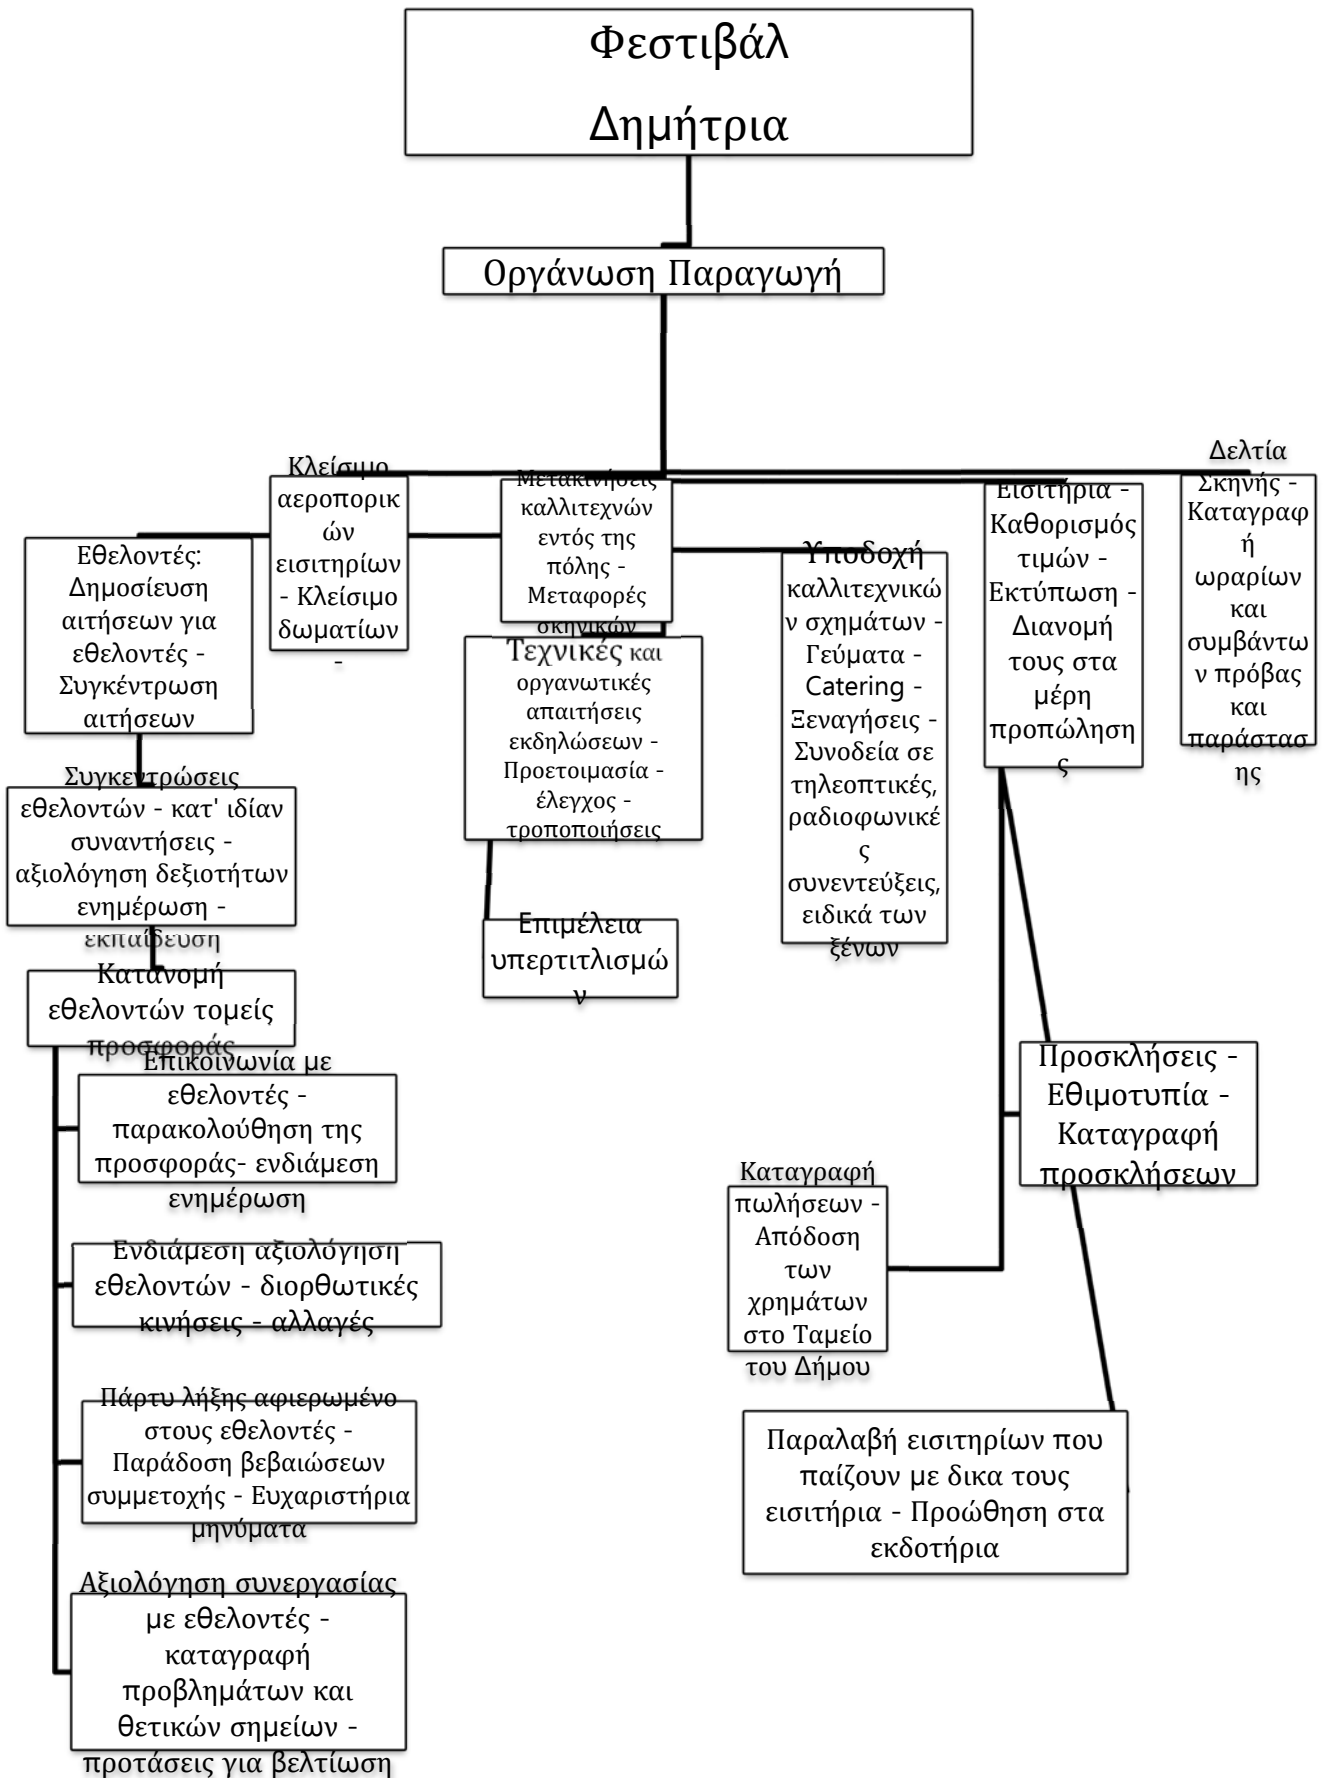 Φεστιβάλ
Δημήτρια
Οργάνωση Παραγωγή
Εθελοντές:
Δημοσίευση
αιτήσεων για
εθελοντές -
Συγκέντρωση
αιτήσεων
Κλείσιμο
αεροπορικ
ών
εισιτηρίων
- Κλείσιμο
δωματίων
-
Μετακινήσεις
καλλιτεχνών
εντός της
πόλης -
Μεταφορές
σκηνικών
Τεχνικές και
οργανωτικές
απαιτήσεις
εκδηλώσεων -
Προετοιμασία -
έλεγχος -
τροποποιήσεις
Επιμέλεια
υπερτιτλισμώ
ν
Υποδοχή
καλλιτεχνικώ
ν σχημάτων -
Γεύματα -
Catering -
Ξεναγήσεις -
Συνοδεία σε
τηλεοπτικές,
ραδιοφωνικέ
ς
συνεντεύξεις,
ειδικά των
ξένων
Εισιτήρια -
Καθορισμός
τιμών -
Εκτύπωση -
Διανομή
τους στα
μέρη
προπώληση
ς
Δελτία
Σκηνής -
Καταγραφ
ή
ωραρίων
και
συμβάντω
ν πρόβας
και
παράστασ
ης
Συγκεντρώσεις
εθελοντών - κατ' ιδίαν
συναντήσεις -
αξιολόγηση δεξιοτήτων
ενημέρωση -
εκπαίδευση
Κατανομή
εθελοντών τομείς
προσφοράς
Επικοινωνία με
εθελοντές -
παρακολούθηση της
προσφοράς- ενδιάμεση
ενημέρωση
Ενδιάμεση αξιολόγηση
εθελοντών - διορθωτικές
κινήσεις - αλλαγές
Πάρτυ λήξης αφιερωμένο
στους εθελοντές -
Παράδοση βεβαιώσεων
συμμετοχής - Ευχαριστήρια
μηνύματα
Αξιολόγηση συνεργασίας
με εθελοντές -
καταγραφή
προβλημάτων και
θετικών σημείων -
προτάσεις για βελτίωση
Προσκλήσεις -
Εθιμοτυπία -
Καταγραφή
προσκλήσεων
Καταγραφή
πωλήσεων -
Απόδοση
των
χρημάτων
στο Ταμείο
του Δήμου
Παραλαβή εισιτηρίων που
παίζουν με δικα τους
εισιτήρια - Προώθηση στα
εκδοτήρια